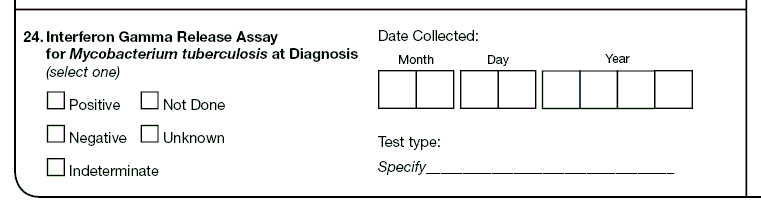 24. Interferon Gamma Release Assay
for Mycobacterium tuberculosis at Diagnosis
(select one)
Positive Not Done
Negative Unknown
Indeterminate
Date Collected:
Month Day Year
Test type:
Specify